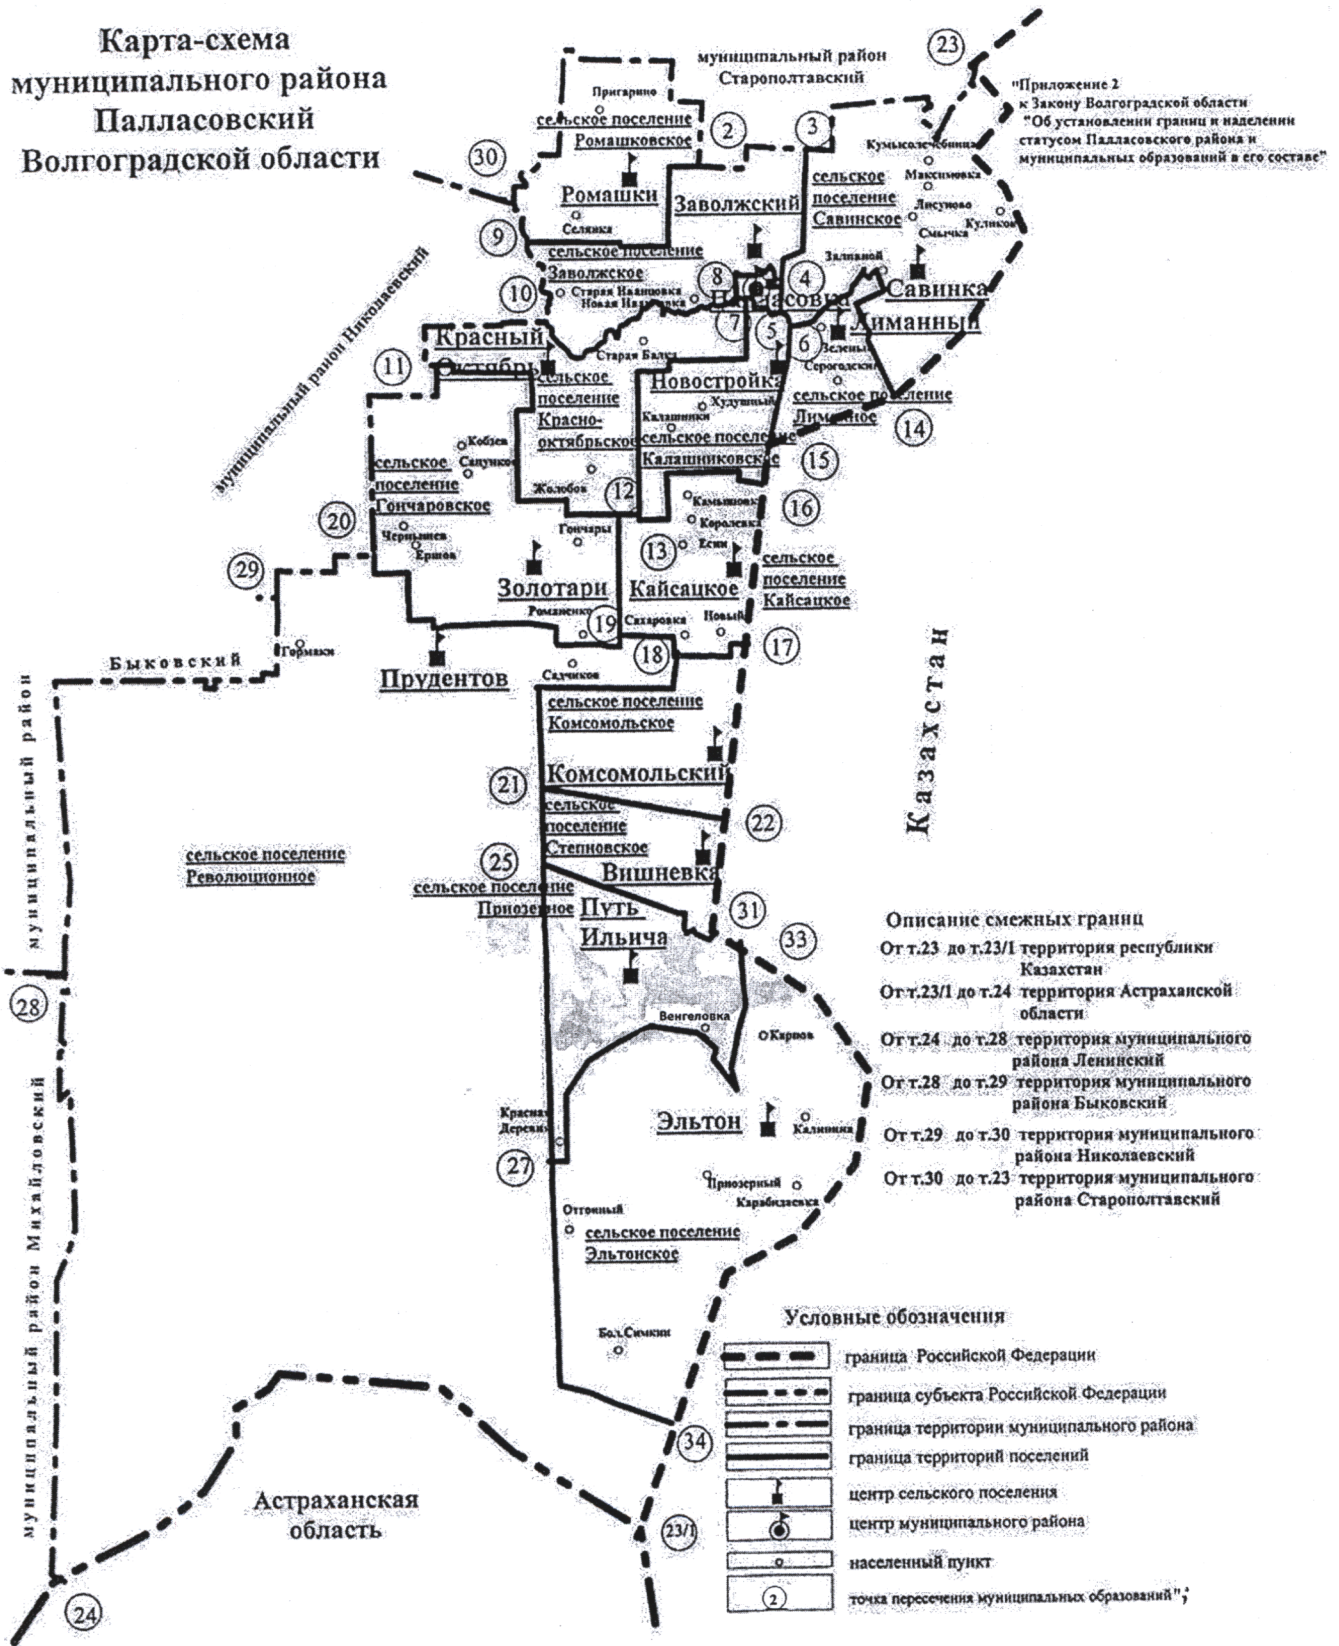 Карта-схема
муниципального района
Палласовский
Волгоградской области
муниципальный район
Старополтавский
23
"Приложение 2
к Закону Волгоградской области
"Об установлении границ и наделении
статусом Палласовского района и
муниципальных образований в его составе"
Пригарино
сельское поселение
Ромашковское
2
3
30
Кумысолечебница
Максимовка
сельское
поселение
Савинское
Лисуново
Смычка
Куликов
Ромашки
Заволжский
Селянка
9
сельское поселение
Заволжское
Залпаной
8
4
Савинка
10
Старая Иванцовка
Новая Иванцовка
Палласовка
7
5
6
Лиманный
муниципальный район Николаевский
Красный
Октябрь
Старая Балка
Зеленый
Серогодский
11
сельское
поселение
Красно-
октябрьское
Новостройка
Худушный
Калашники
сельское поселение
Лиманное
14
сельское поселение
Калашниковское
15
Кобзев
Сапунков
сельское
поселение
Гончаровское
Жолобов
12
Камышовка
16
20
Чернышев
Ершов
Гончары
Королевка
13
Есин
29
сельское
поселение
Кайсацкое
Золотари
Кайсацкое
Романенко
19
Сахаровка
Новый
Гормаки
18
17
Быковский
Прудентов
Садчиков
муниципальный район
сельское поселение
Комсомольское
Казахстан
Комсомольский
21
сельское
поселение
Степновское
22
сельское поселение
Революционное
25
Вишневка
сельское поселение
Приозерное
Путь
Ильича
31
33
28
Венгеловка
Карпов
муниципальный район Михайловский
Красная
Деревня
Эльтон
Калинина
27
Приозерный
Карабидаевка
Отгонный
сельское поселение
Эльтонское
Бол.Симкин
34
Астраханская
область
23/1
24
Описание смежных границ
От т.23 до т.23/1 территория республики
Казахстан
От т.23/1 до т.24 территория Астраханской
области
От т.24 до т.28 территория муниципального
района Ленинский
От т.28 до т.29 территория муниципального
района Быковский
От т.29 до т.30 территория муниципального
района Николаевский
От т.30 до т.23 территория муниципального
района Старополтавский
Условные обозначения
граница Российской Федерации
граница субъекта Российской Федерации
граница территории муниципального района
граница территорий поселений
центр сельского поселения
центр муниципального района
населенный пункт
2
точка пересечения муниципальных образований";